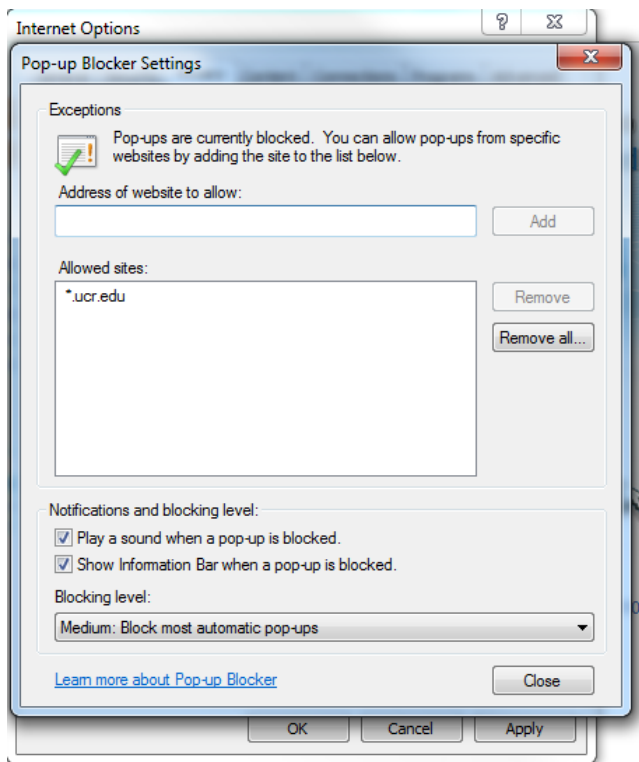 Internet Options
Pop-up Blocker Settings
Exceptions
Pop-ups are currently blocked. You can allow pop-ups from specific
websites by adding the site to the list below.
Address of website to allow:
Add
Allowed sites:
*.ucr.edu
Remove
Remove all...
Notifications and blocking level:
Play a sound when a pop-up is blocked.
Show Information Bar when a pop-up is blocked.
Blocking level:
Medium: Block most automatic pop-ups
Learn more about Pop-up Blocker
Close
OK Cancel Apply